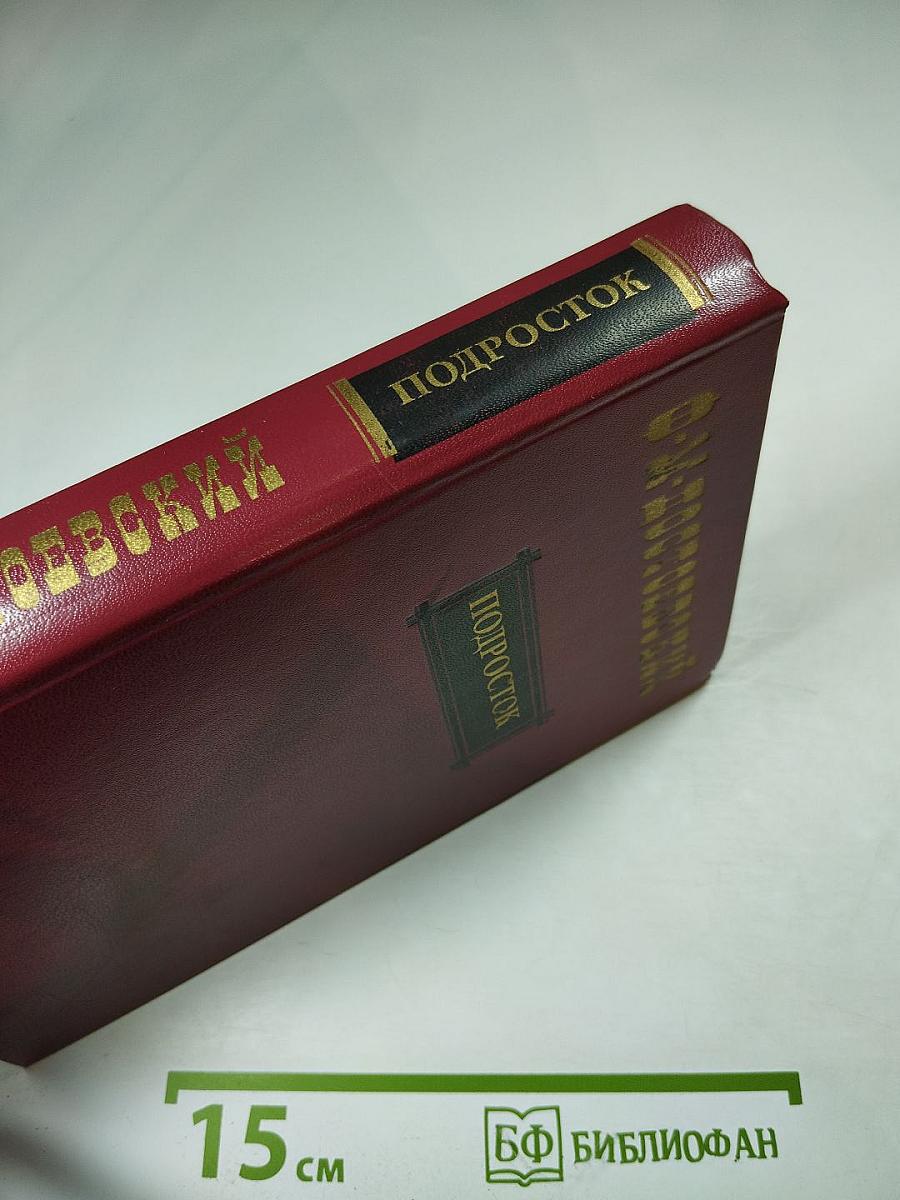 ПОДРОСТОК
ОЕВСКИЙ
Ф·М·ДОСТОЕВСКИЙ
ПОДРОСТОК
15 см
БФ БИБЛИОФАН